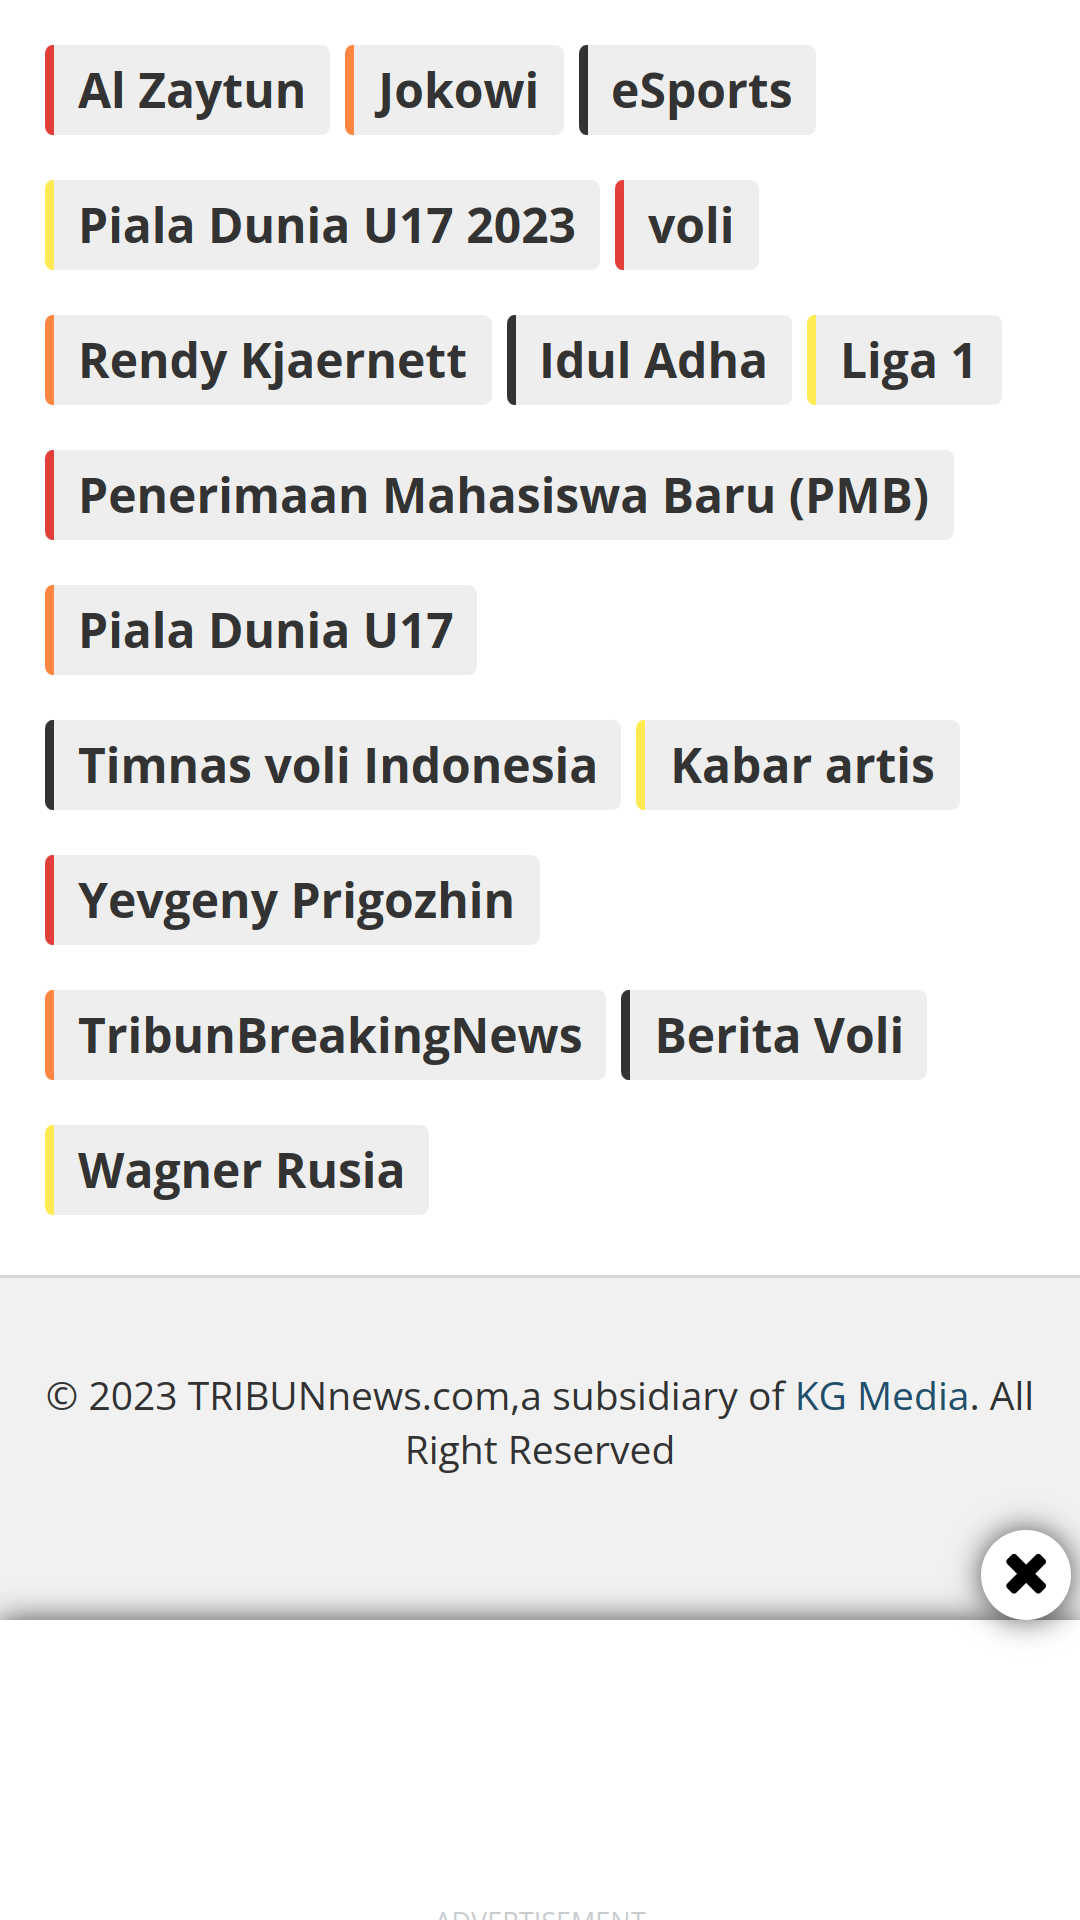 Al Zaytun Jokowi eSports
Piala Dunia U17 2023 voli
Rendy Kjaernett Idul Adha Liga 1
Penerimaan Mahasiswa Baru (PMB)
Piala Dunia U17
Timnas voli Indonesia Kabar artis
Yevgeny Prigozhin
TribunBreakingNews Berita Voli
Wagner Rusia
© 2023 TRIBUNnews.com,a subsidiary of KG Media. All
Right Reserved
ADVERTISEMENT